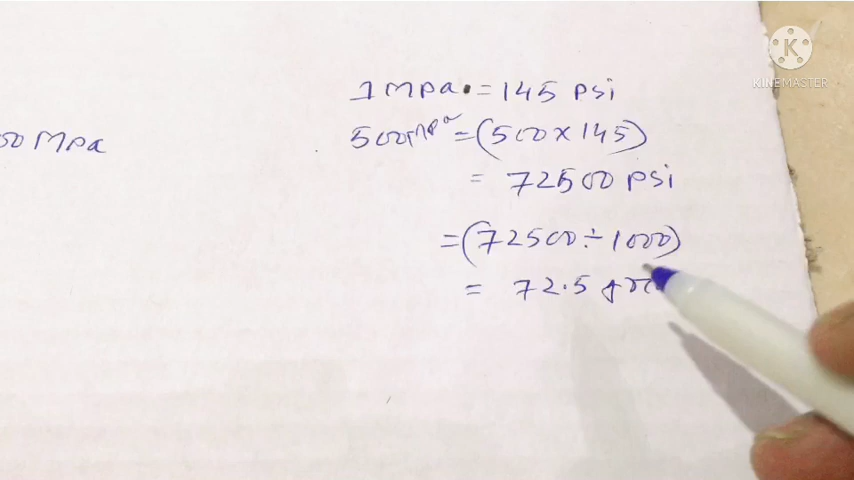 K
KINEMASTER
1 MPa = 145 PSi
500 MPa = (500 x 145)
00 MPa
= 72500 PSi
= (72500 ÷ 1000)
= 72.5